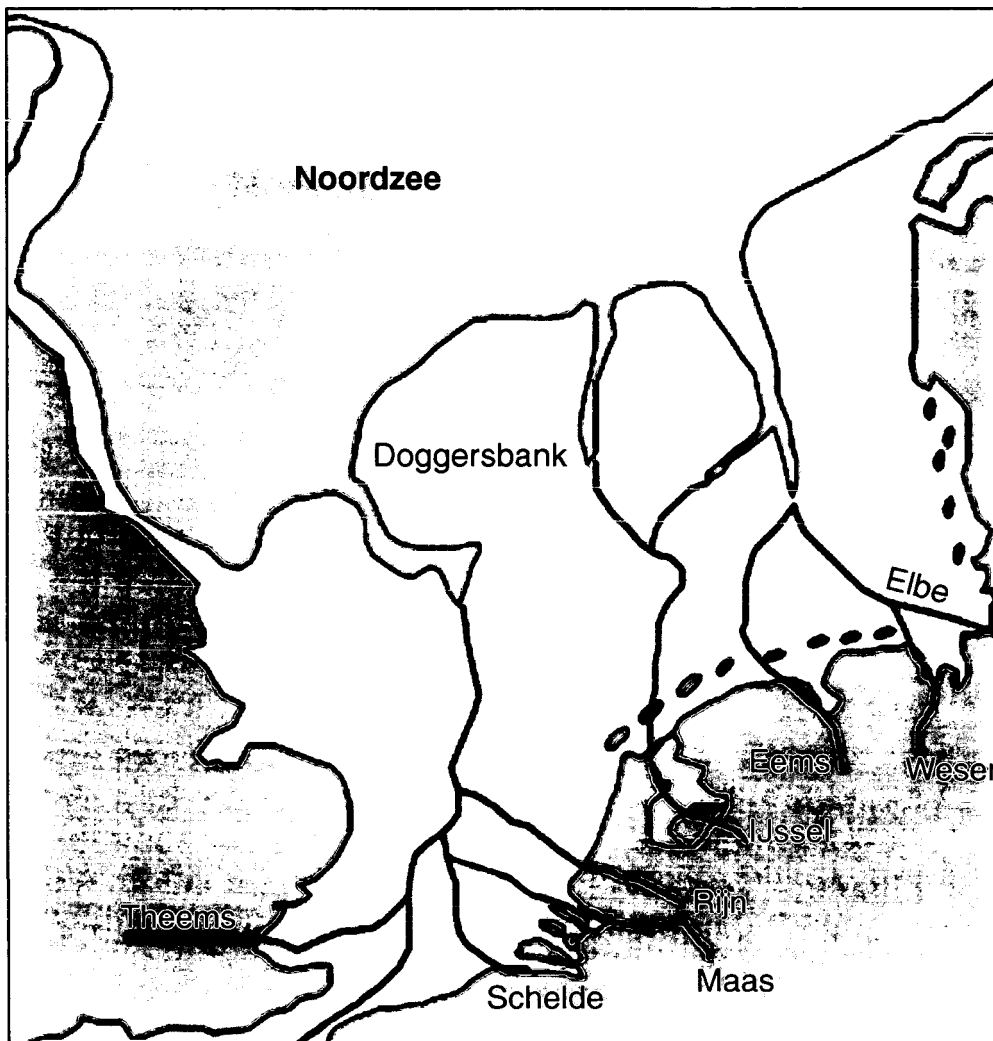 Noordzee
Doggersbank
Elbe
Eems
Weser
IJssel
Rijn
Theems
Maas
Schelde